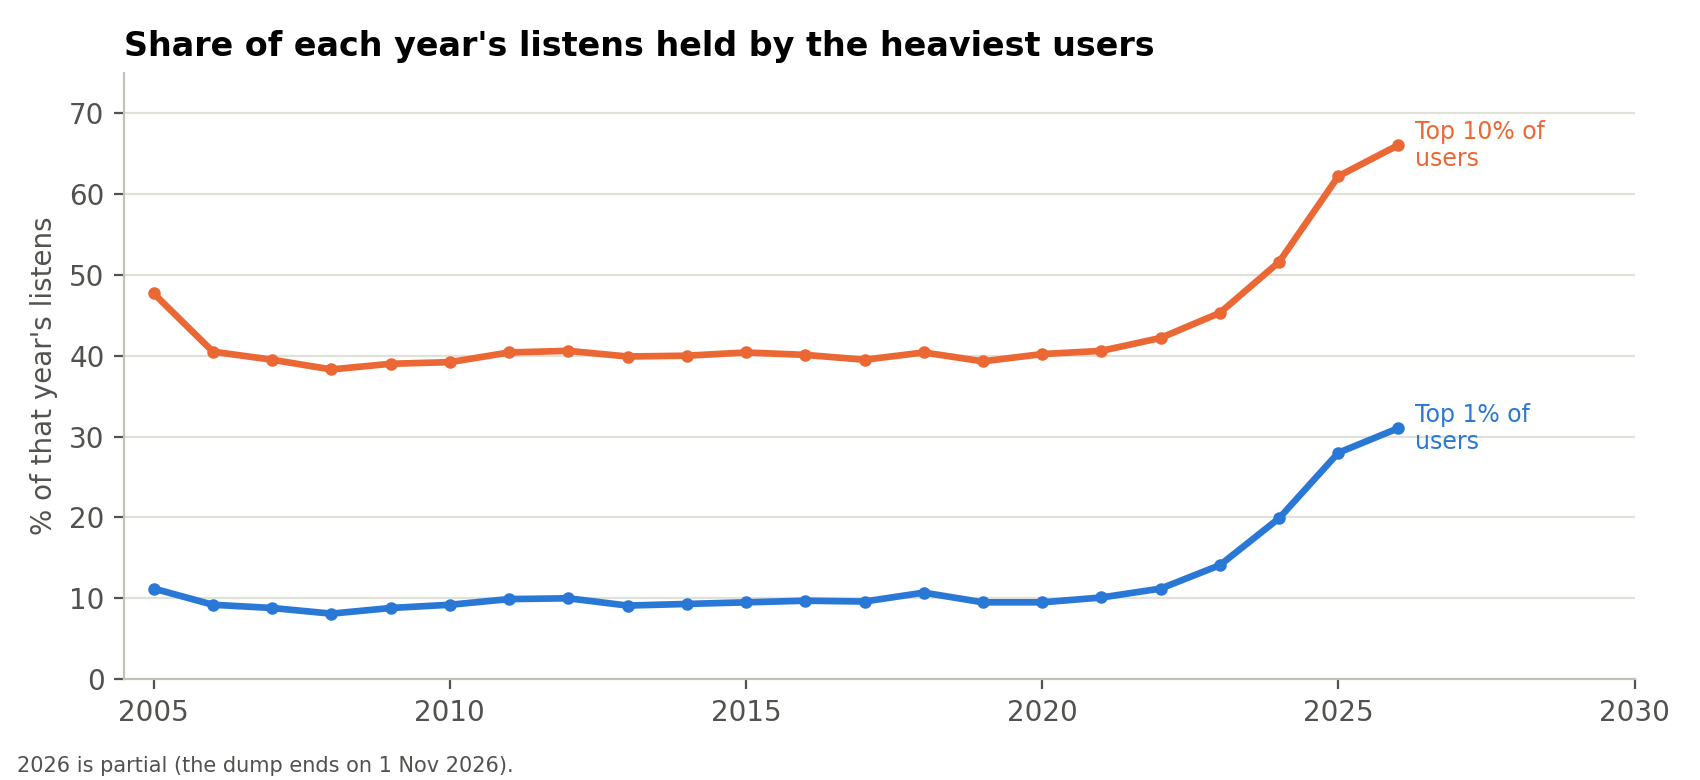 Share of each year's listens held by the heaviest users
% of that year's listens
70
60
50
40
30
20
10
0
Top 10% of
users
Top 1% of
users
2005
2010
2015
2020
2025
2030
2026 is partial (the dump ends on 1 Nov 2026).